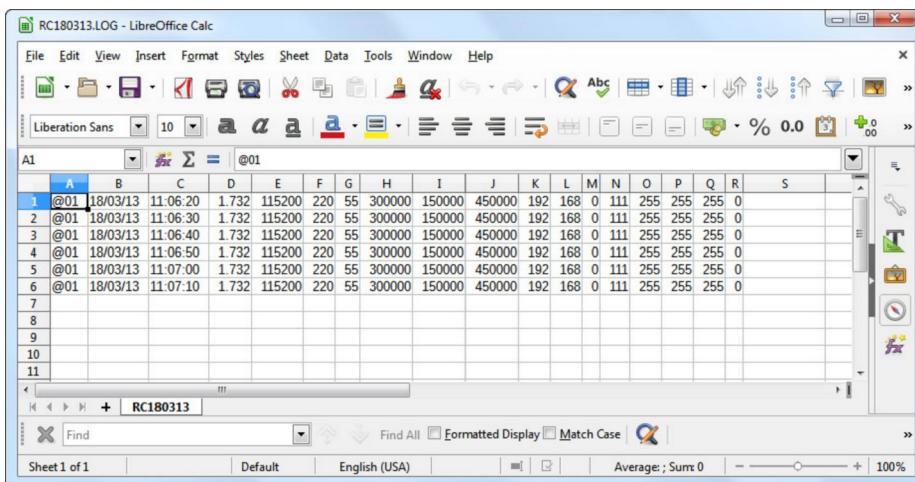 RC180313.LOG - LibreOffice Calc
File Edit View Insert Format Styles Sheet Data Tools Window Help
Abc
Liberation Sans 10 a a a a % 0.0
A1 fx Σ = @01
A B C D E F G H I J K L M N O P Q R S
1 @01 18/03/13 11:06:20 1.732 115200 220 55 300000 150000 450000 192 168 0 111 255 255 255 0
2 @01 18/03/13 11:06:30 1.732 115200 220 55 300000 150000 450000 192 168 0 111 255 255 255 0
3 @01 18/03/13 11:06:40 1.732 115200 220 55 300000 150000 450000 192 168 0 111 255 255 255 0
4 @01 18/03/13 11:06:50 1.732 115200 220 55 300000 150000 450000 192 168 0 111 255 255 255 0
5 @01 18/03/13 11:07:00 1.732 115200 220 55 300000 150000 450000 192 168 0 111 255 255 255 0
6 @01 18/03/13 11:07:10 1.732 115200 220 55 300000 150000 450000 192 168 0 111 255 255 255 0
7
8
9
10
11
RC180313
Find Find All Formatted Display Match Case
Sheet 1 of 1 Default English (USA) Average: ; Sum: 0 100%